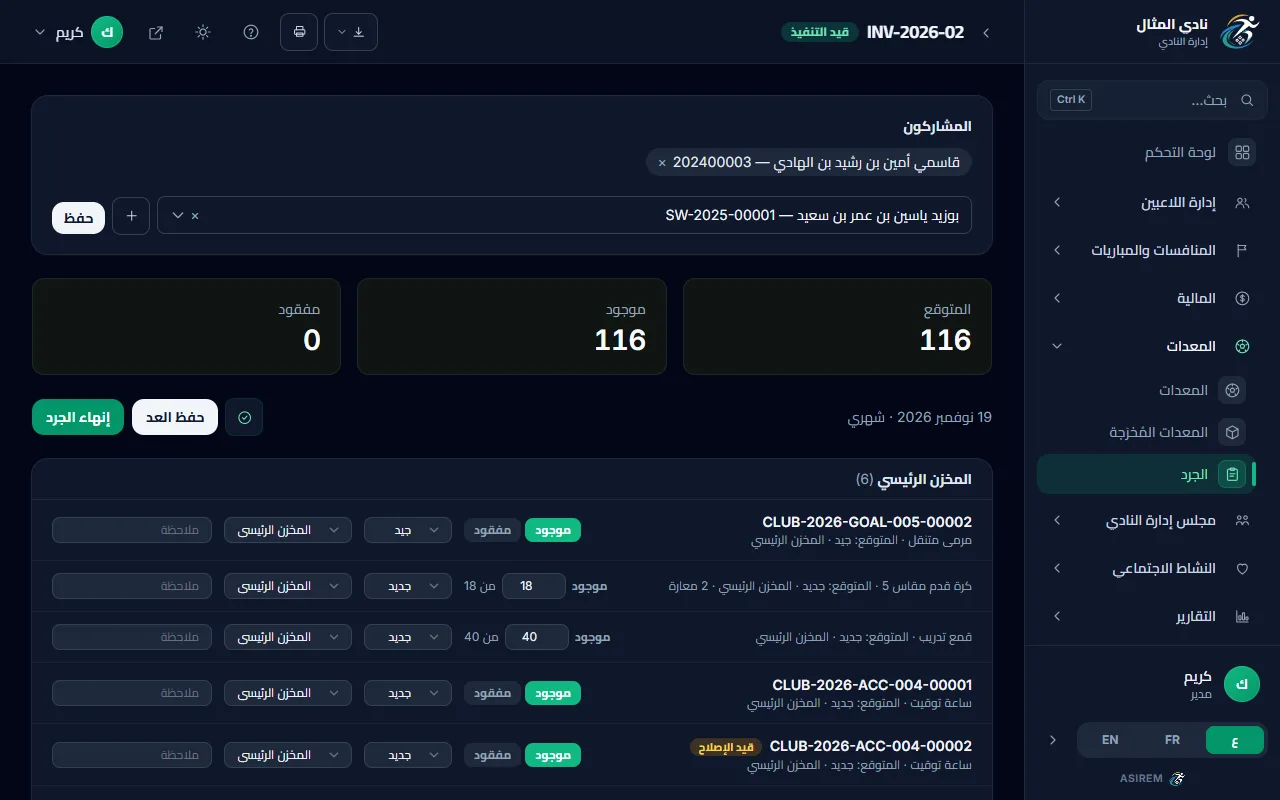 نادي المثال
إدارة النادي
بحث...
Ctrl K
لوحة التحكم
إدارة اللاعبين
المنافسات والمباريات
المالية
المعدات
المعدات
المعدات المُخرَجة
الجرد
مجلس إدارة النادي
النشاط الاجتماعي
التقارير
ك
كريم
مدير
ع
FR
EN
ASIREM
INV-2026-02
قيد التنفيذ
ك
كريم
المشاركون
قاسمي أمين بن رشيد بن الهادي — 202400003 ×
بوزيد ياسين بن عمر بن سعيد — SW-2025-00001 ×
+
حفظ
المتوقع
116
موجود
116
مفقود
0
19 نوفمبر 2026 · شهري
حفظ العد
إنهاء الجرد
المخزن الرئيسي (6)
CLUB-2026-GOAL-005-00002
مرمى متنقل · المتوقع: جيد · المخزن الرئيسي
موجود مفقود جيد المخزن الرئيسي ملاحظة
كرة قدم مقاس 5 · المتوقع: جديد · المخزن الرئيسي · 2 معارة
موجود 18 من 18 جديد المخزن الرئيسي ملاحظة
قمع تدريب · المتوقع: جديد · المخزن الرئيسي
موجود 40 من 40 جديد المخزن الرئيسي ملاحظة
CLUB-2026-ACC-004-00001
ساعة توقيت · المتوقع: جديد · المخزن الرئيسي
موجود مفقود جديد المخزن الرئيسي ملاحظة
CLUB-2026-ACC-004-00002 قيد الإصلاح
ساعة توقيت · المتوقع: جديد · المخزن الرئيسي
موجود مفقود جديد المخزن الرئيسي ملاحظة